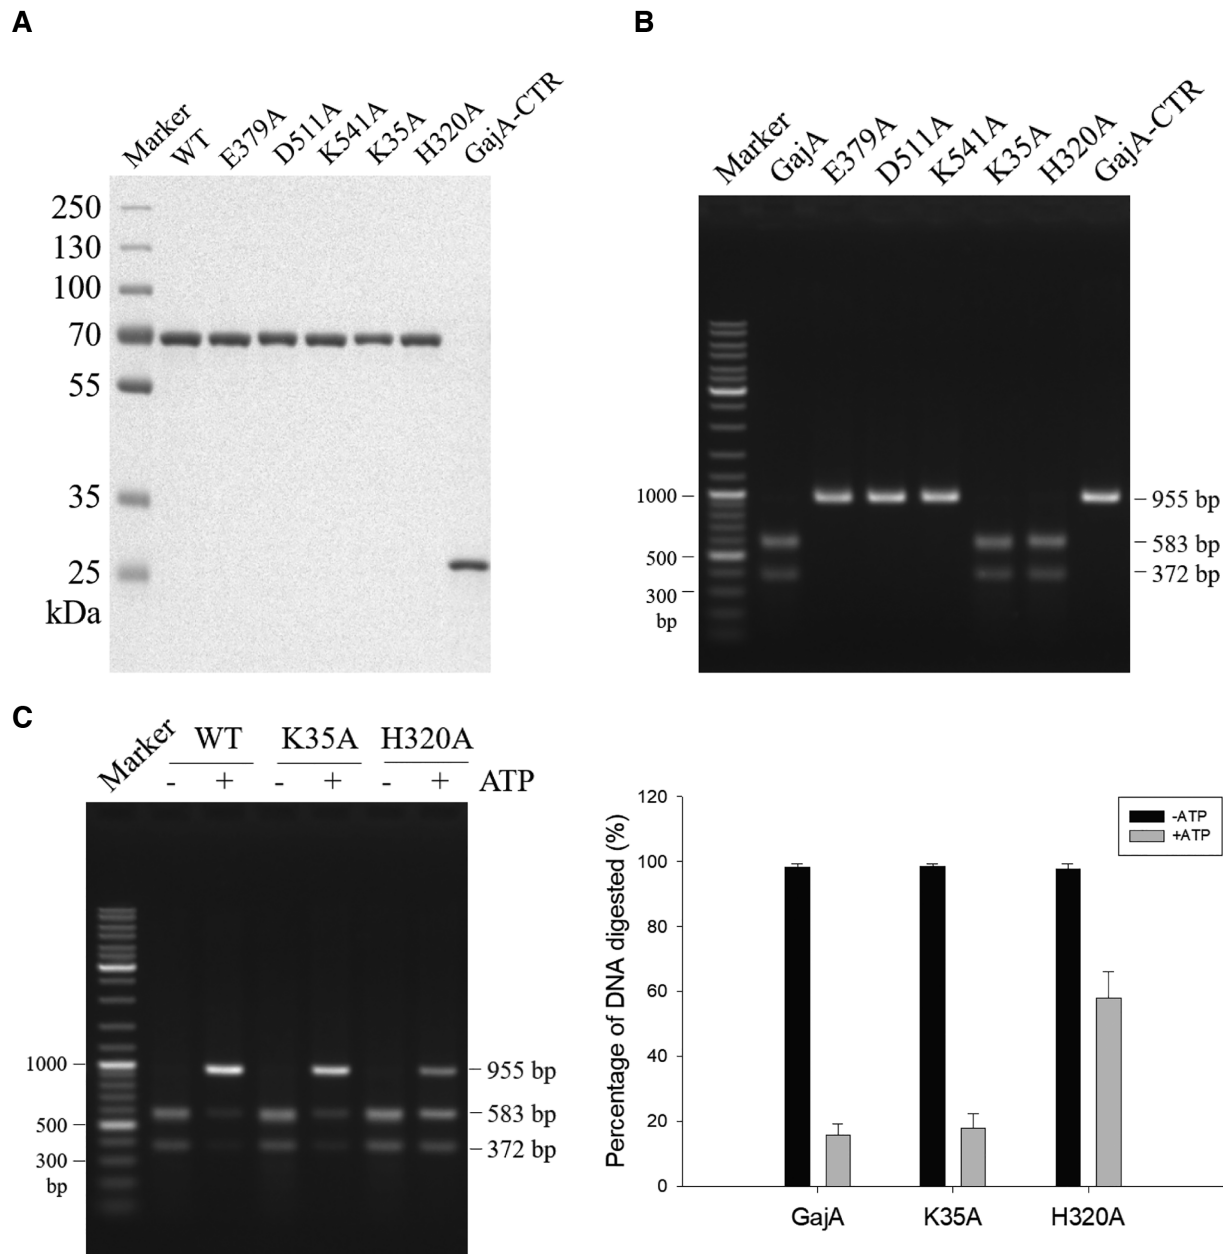 A
Marker WT E379A D511A K541A K35A H320A GajA-CTR
250
130
100
70
55
35
25
kDa
B
Marker GajA E379A D511A K541A K35A H320A GajA-CTR
1000
500
300
bp
955 bp
583 bp
372 bp
C
Marker WT K35A H320A
- + - + - + ATP
1000
500
300
bp
955 bp
583 bp
372 bp
Percentage of DNA digested (%)
120
100
80
60
40
20
0
-ATP
+ATP
GajA K35A H320A